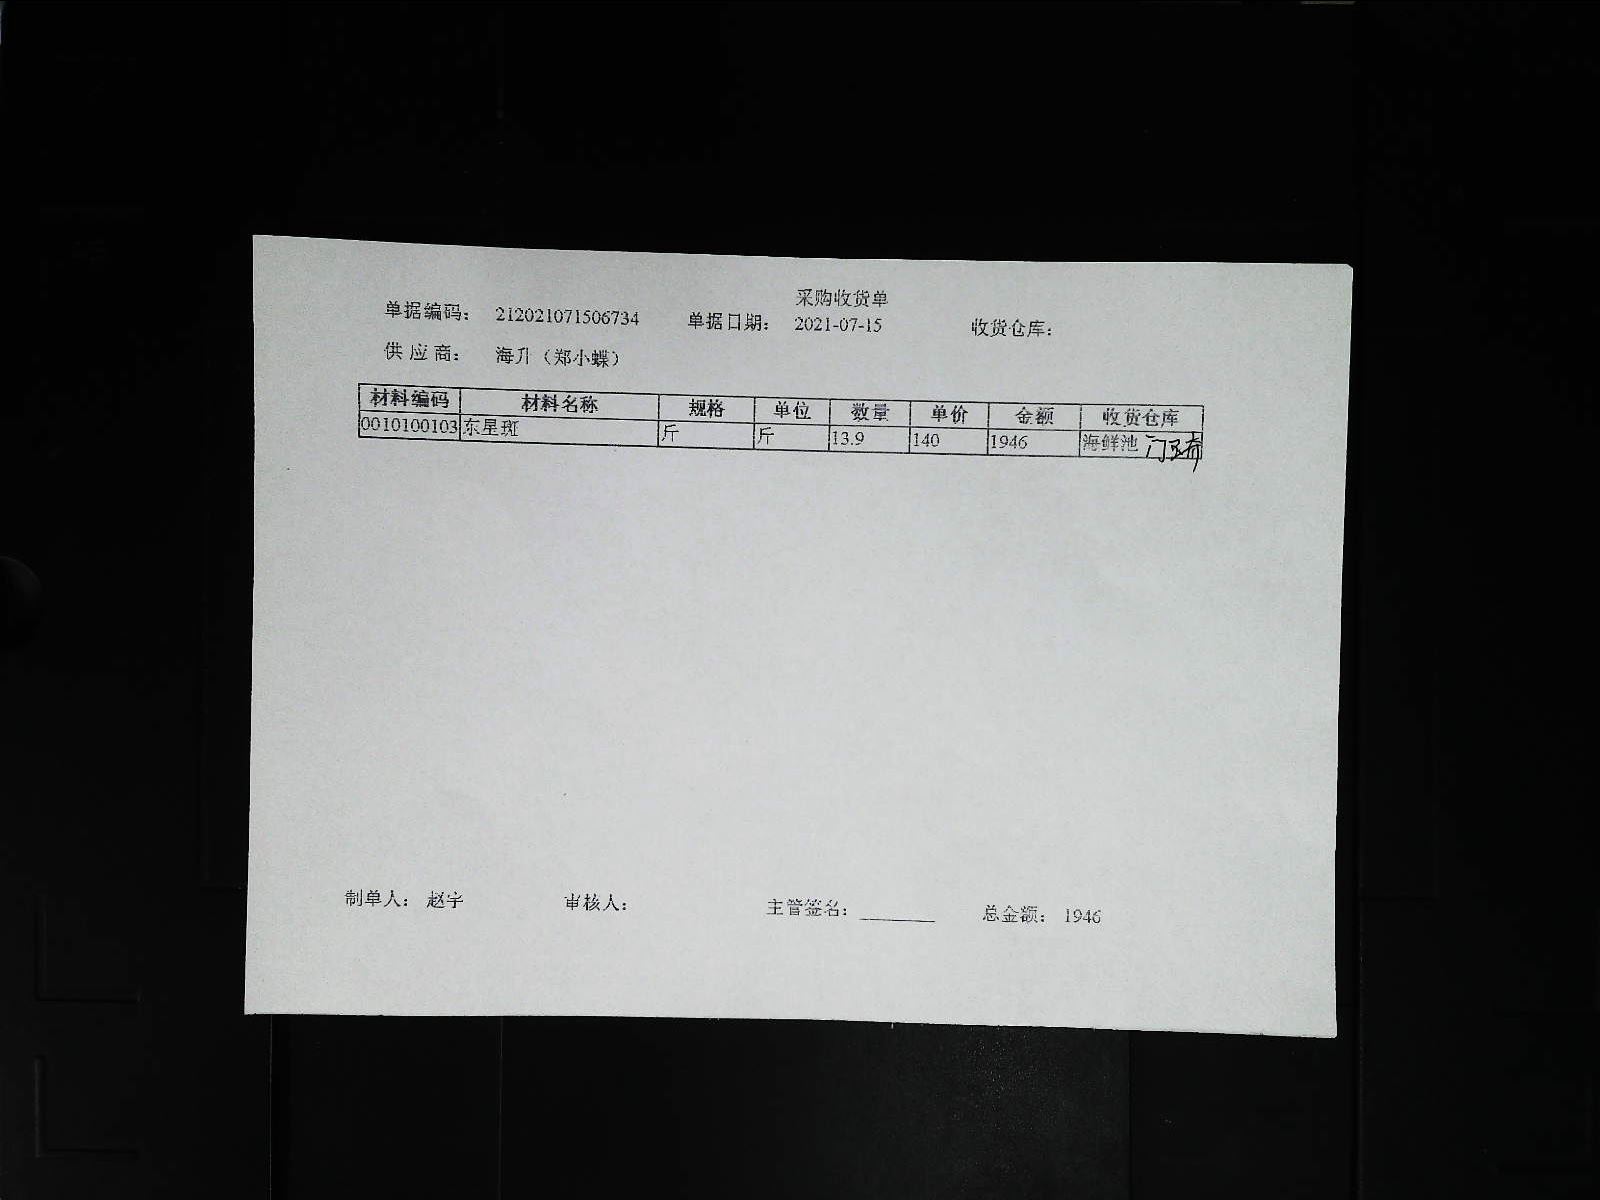 采购收货单
单据编码： 212021071506734 单据日期： 2021-07-15 收货仓库：
供 应 商： 海升（郑小蝶）
材料编码 材料名称 规格 单位 数量 单价 金额 收货仓库
0010100103 东星斑 斤 斤 13.9 140 1946 海鲜池
制单人： 赵宇 审核人： 主管签名： 总金额： 1946